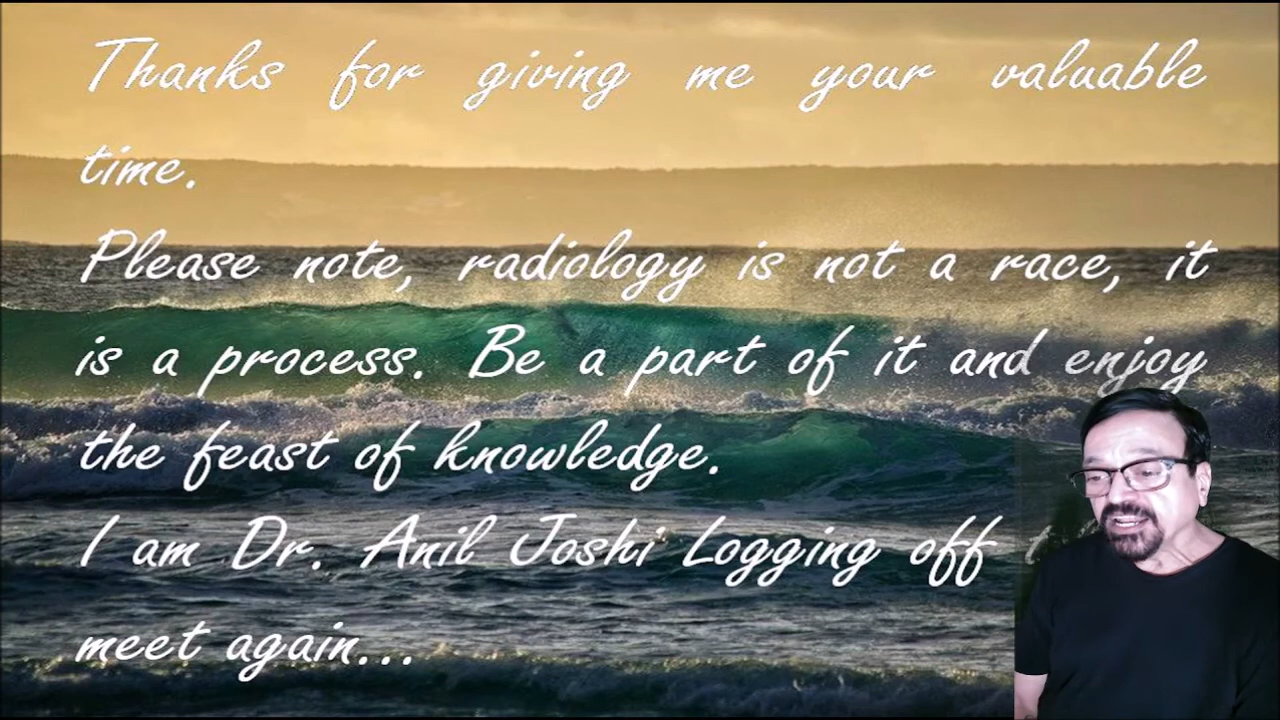 Thanks for giving me your valuable
time.
Please note, radiology is not a race, it
is a process. Be a part of it and enjoy
the feast of knowledge.
I am Dr. Anil Joshi Logging off
meet again...